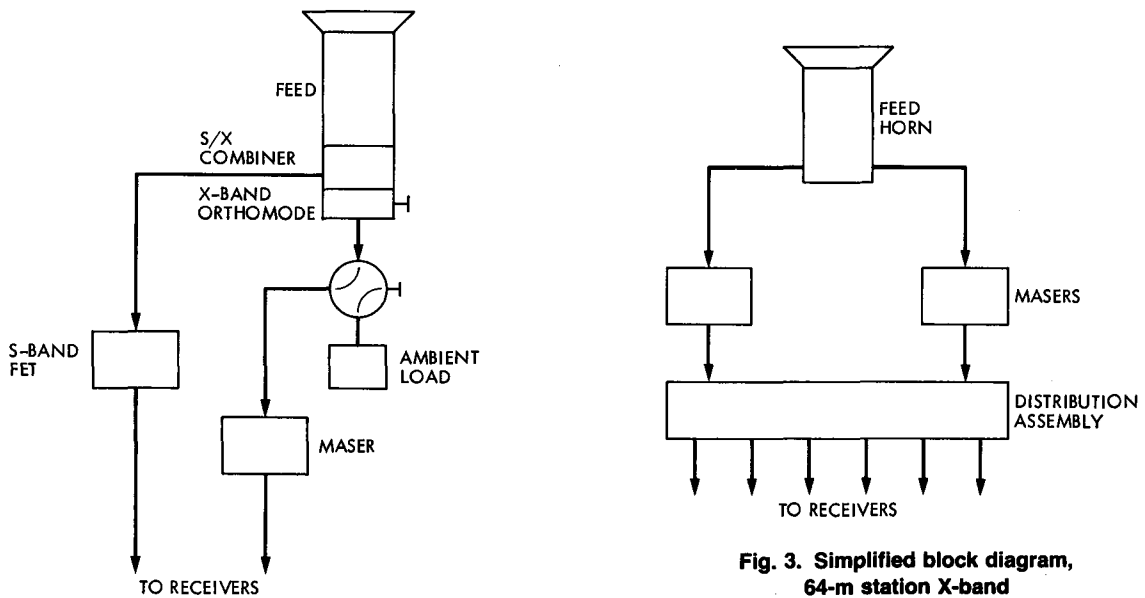 FEED
S/X
COMBINER
X-BAND
ORTHOMODE
S-BAND
FET
AMBIENT
LOAD
MASER
TO RECEIVERS
FEED
HORN
MASERS
DISTRIBUTION
ASSEMBLY
TO RECEIVERS
Fig. 3. Simplified block diagram,
64-m station X-band